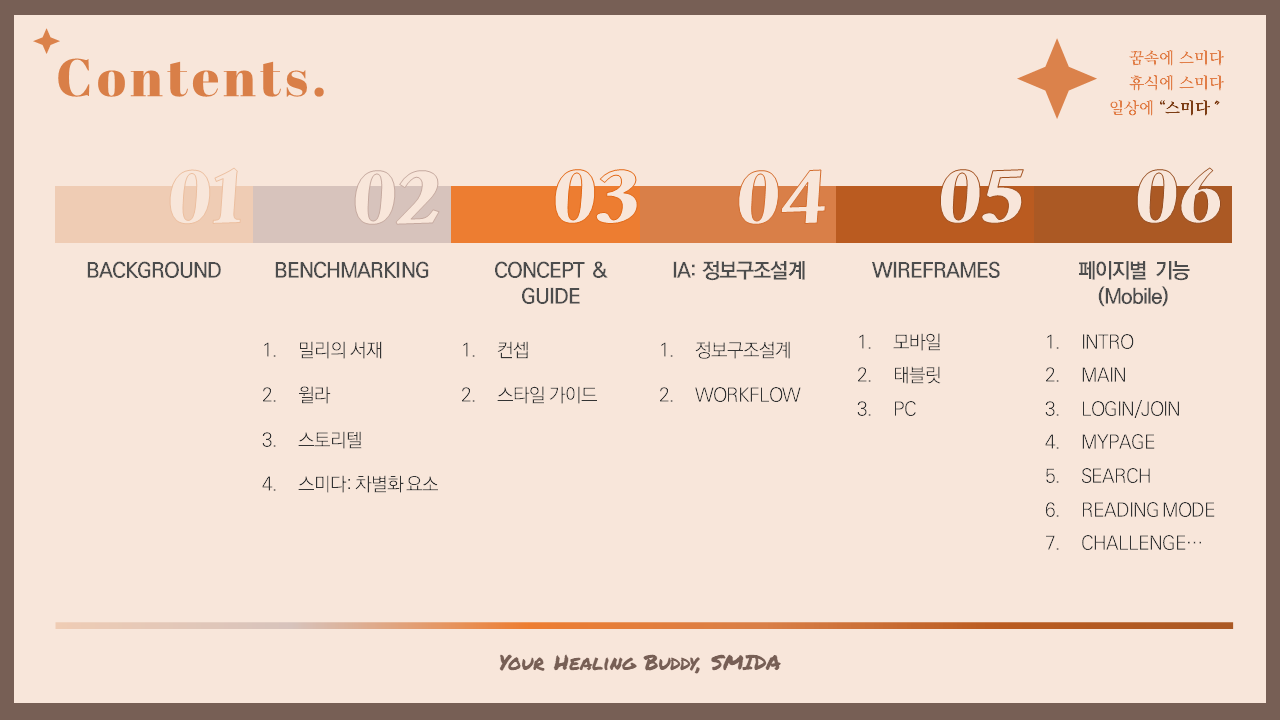 Contents.
꿈속에 스미다
휴식에 스미다
일상에 “스미다 ”
01
BACKGROUND
02
BENCHMARKING
1. 밀리의 서재
2. 윌라
3. 스토리텔
4. 스미다: 차별화 요소
03
CONCEPT &
GUIDE
1. 컨셉
2. 스타일 가이드
04
IA: 정보구조설계
1. 정보구조설계
2. WORKFLOW
05
WIREFRAMES
1. 모바일
2. 태블릿
3. PC
06
페이지별 기능
(Mobile)
1. INTRO
2. MAIN
3. LOGIN/JOIN
4. MYPAGE
5. SEARCH
6. READING MODE
7. CHALLENGE…
Your Healing Buddy, SMIDA